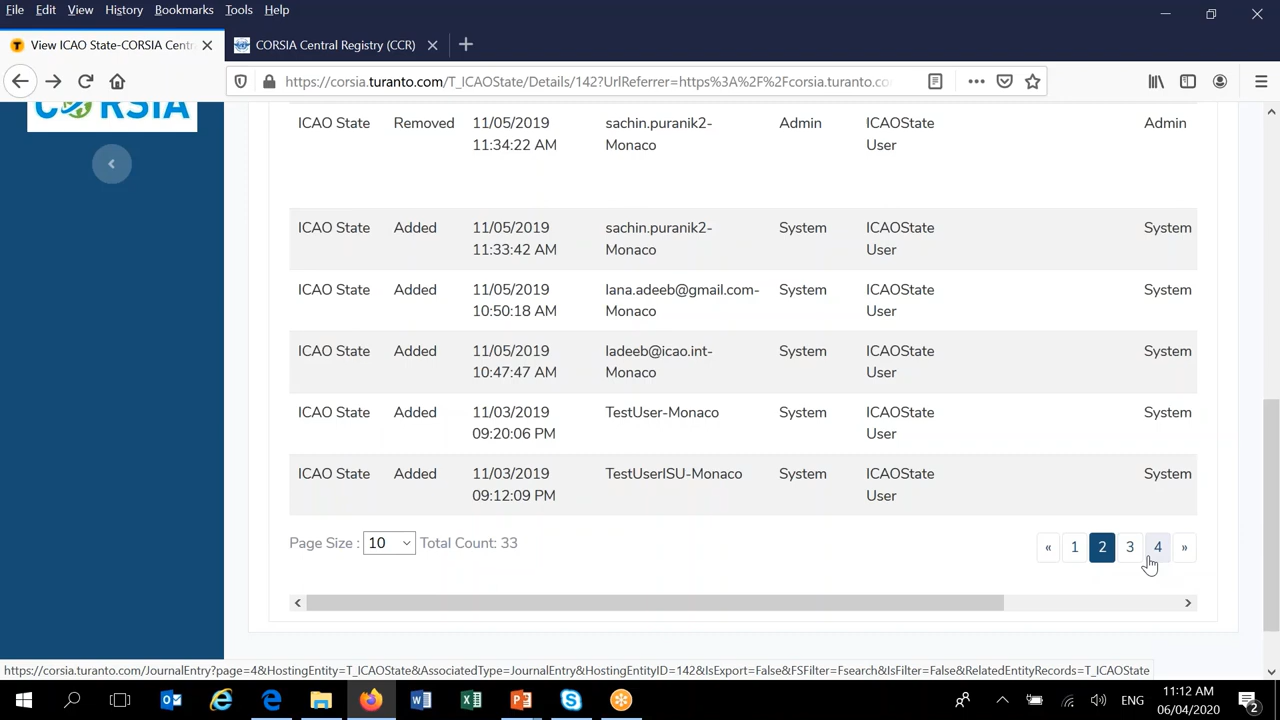 File Edit View History Bookmarks Tools Help
View ICAO State-CORSIA Centr
CORSIA Central Registry (CCR)
https://corsia.turanto.com/T_ICAOState/Details/142?UrlReferrer=https%3A%2F%2Fcorsia.turanto.co
CORSIA
ICAO State Removed 11/05/2019 sachin.puranik2- Admin ICAOState Admin
11:34:22 AM Monaco User
ICAO State Added 11/05/2019 sachin.puranik2- System ICAOState System
11:33:42 AM Monaco User
ICAO State Added 11/05/2019 lana.adeeb@gmail.com- System ICAOState System
10:50:18 AM Monaco User
ICAO State Added 11/05/2019 ladeeb@icao.int- System ICAOState System
10:47:47 AM Monaco User
ICAO State Added 11/03/2019 TestUser-Monaco System ICAOState System
09:20:06 PM User
ICAO State Added 11/03/2019 TestUserISU-Monaco System ICAOState System
09:12:09 PM User
Page Size : 10 Total Count: 33 « 1 2 3 4 »
https://corsia.turanto.com/JournalEntry?page=4&HostingEntity=T_ICAOState&AssociatedType=JournalEntry&HostingEntityID=142&IsExport=False&FSFilter=Fsearch&IsFilter=False&RelatedEntityRecords=T_ICAOState
ENG 11:12 AM
06/04/2020 2